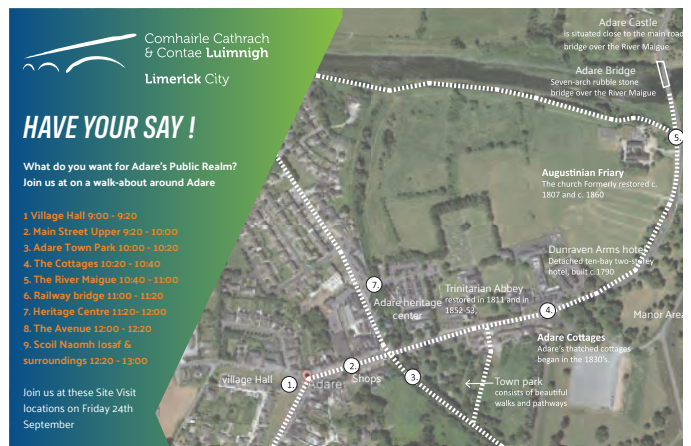 Comhairle Cathrach
& Contae Luimnigh
Limerick City
HAVE YOUR SAY !
What do you want for Adare's Public Realm?
Join us at on a walk-about around Adare
1 Village Hall 9:00 - 9:20
2. Main Street Upper 9:20 - 10:00
3. Adare Town Park 10:00 - 10:20
4. The Cottages 10:20 - 10:40
5. The River Maigue 10:40 - 11:00
6. Railway bridge 11:00 - 11:20
7. Heritage Centre 11:20- 12:00
8. The Avenue 12:00 - 12:20
9. Scoil Naomh Iosaf &
surroundings 12:20 - 13:00
Join us at these Site Visit
locations on Friday 24th
September
Adare Castle
is situated close to the main road
bridge over the River Maigue
Adare Bridge
Seven-arch rubble stone
bridge over the River Maigue
5.
Augustinian Friary
The church Formerly restored c.
1807 and c. 1860
Dunraven Arms hotel
Detached ten-bay two-storey
hotel, built c.1790
7.
Adare heritage
center
Trinitarian Abbey
restored in 1811 and in
1852-53.
4.
Manor Area
Adare Cottages
Adare's thatched cottages
began in the 1830's.
village Hall
1.
Adare
2.
Shops
3.
Town park
consists of beautiful
walks and pathways